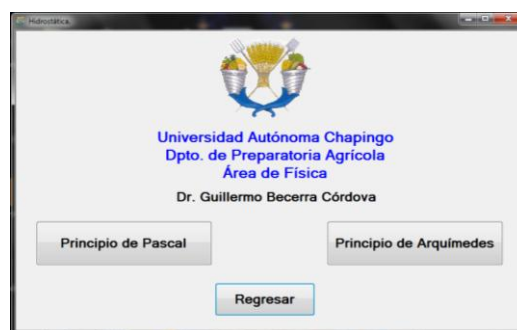 Hidrostática.
Universidad Autónoma Chapingo
Dpto. de Preparatoria Agrícola
Área de Física
Dr. Guillermo Becerra Córdova
Principio de Pascal
Principio de Arquímedes
Regresar